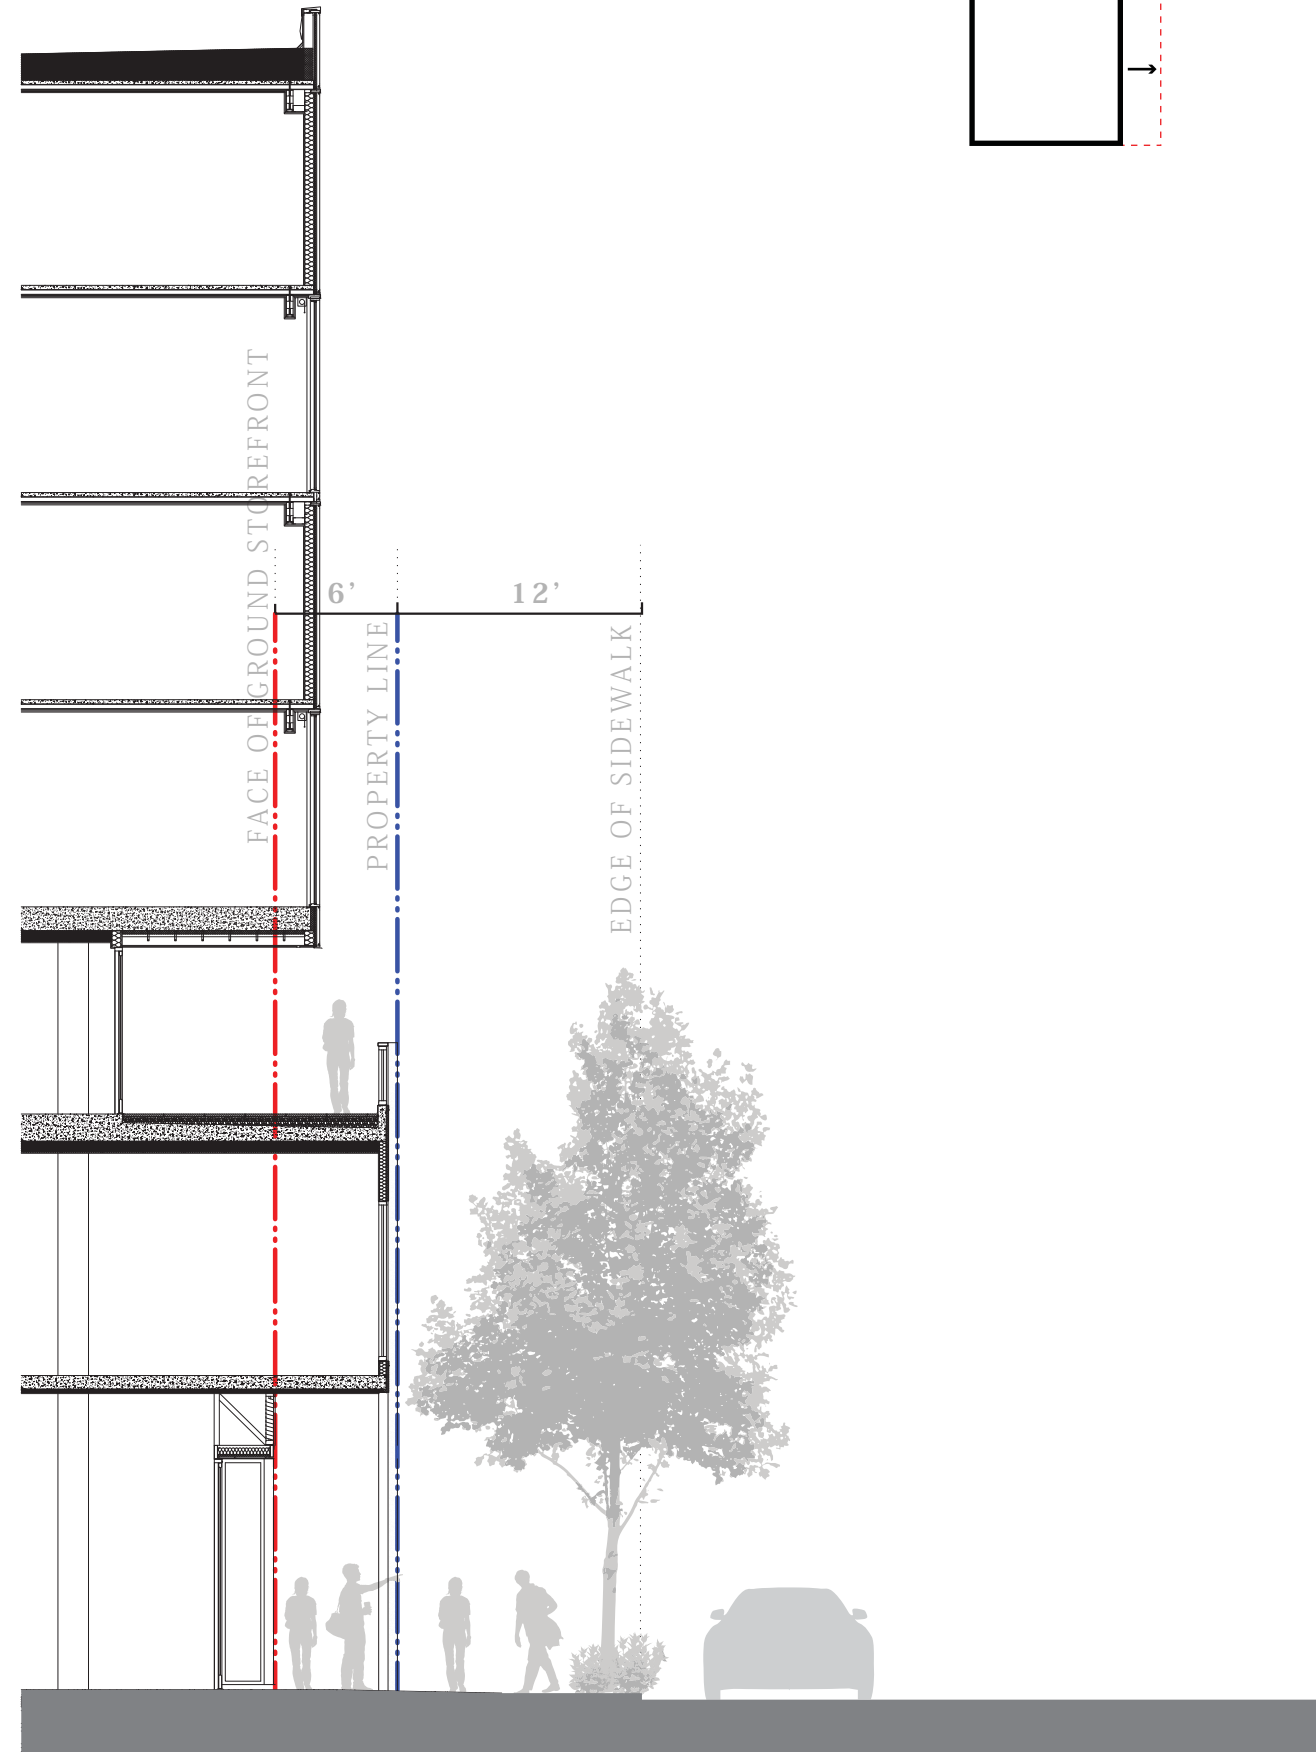 FACE OF GROUND STOREFRONT
6’
12’
PROPERTY LINE
EDGE OF SIDEWALK